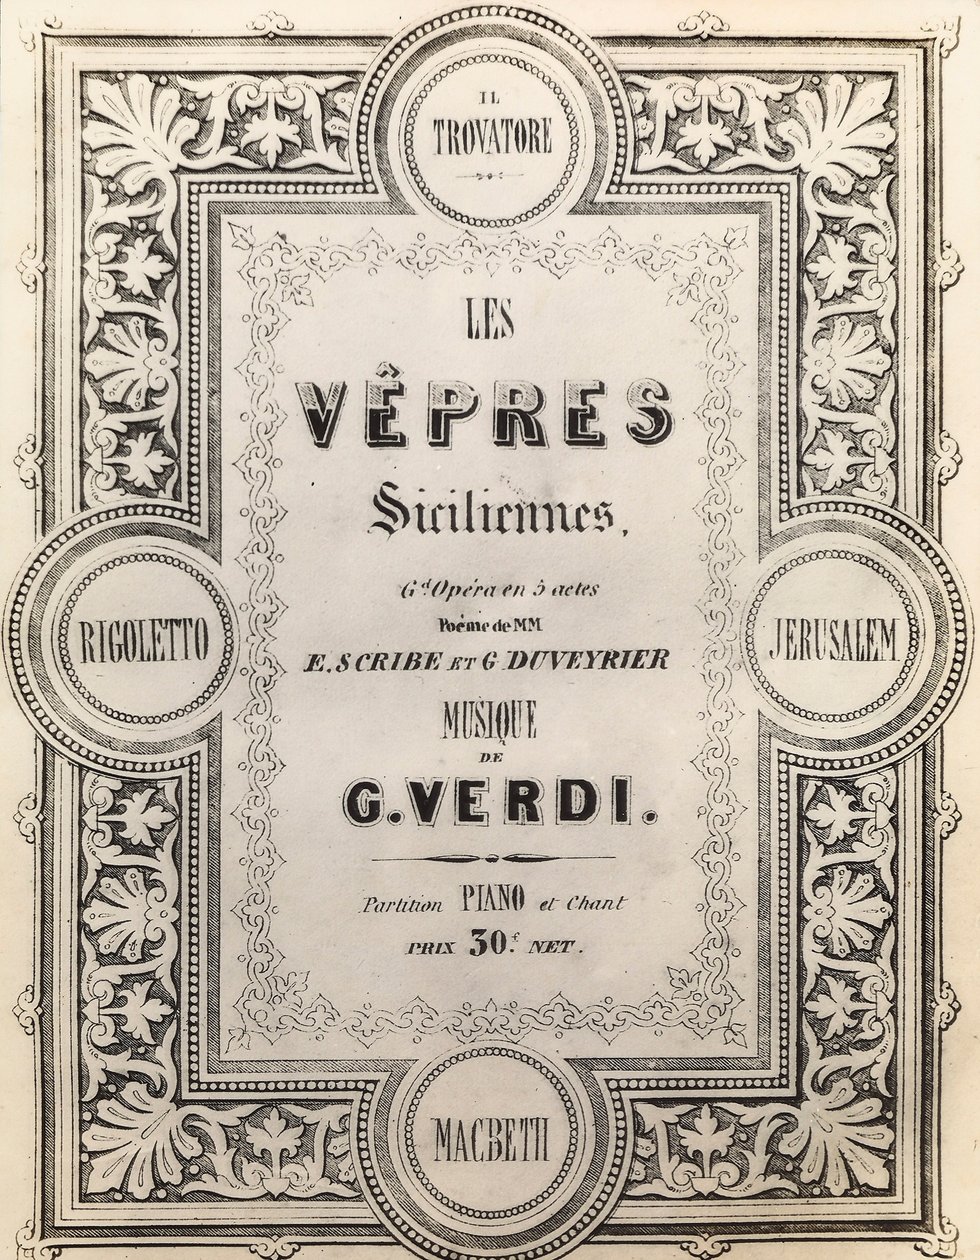 IL
TROVATORE
LES
VÊPRES
Siciliennes,
Gd Opéra en 5 actes
Poème de MM
E. SCRIBE ET G. DUVEYRIER
RIGOLETTO
JERUSALEM
MUSIQUE
DE
G. VERDI.
Partition PIANO et Chant
PRIX 30f. NET.
MACBETH